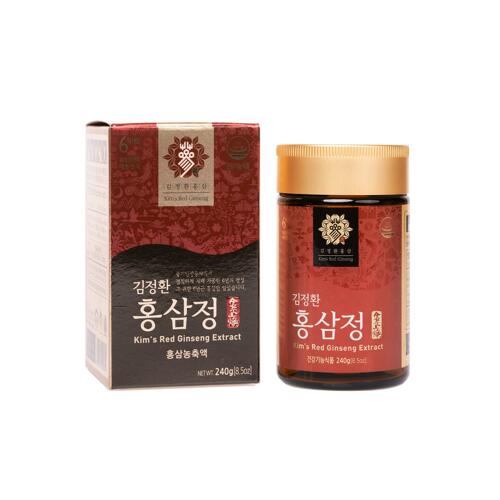 6
김정환홍삼
Kim's Red Ginseng
김정환
홍삼정
Kim's Red Ginseng Extract
홍삼농축액
NET WT. 240g[8.5oz]
김정환홍삼
Kim's Red Ginseng
김정환
홍삼정
Kim's Red Ginseng Extract
건강기능식품 240g[8.5oz]